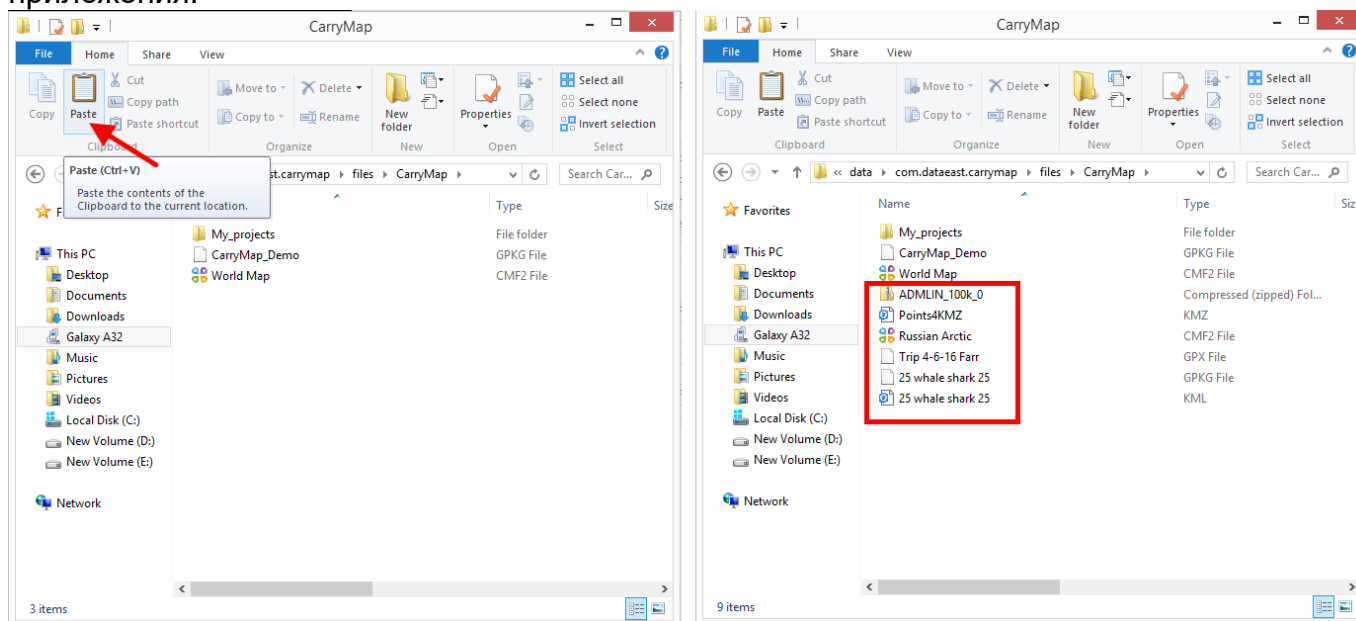 приложения.
CarryMap
File Home Share View
Copy
Paste
Cut
Copy path
Paste shortcut
Clipboard
Move to
Copy to
Delete
Rename
Organize
New folder
New
Properties
Open
Select all
Select none
Invert selection
Select
Paste (Ctrl+V)
Paste the contents of the
Clipboard to the current location.
st.carrymap files CarryMap
Search Car...
Type Size
F
This PC
Desktop
Documents
Downloads
Galaxy A32
Music
Pictures
Videos
Local Disk (C:)
New Volume (D:)
New Volume (E:)
Network
My_projects File folder
CarryMap_Demo GPKG File
World Map CMF2 File
3 items
CarryMap
File Home Share View
Copy
Paste
Cut
Copy path
Paste shortcut
Clipboard
Move to
Copy to
Delete
Rename
Organize
New folder
New
Properties
Open
Select all
Select none
Invert selection
Select
« data com.dataeast.carrymap files CarryMap
Search Car...
Name Type Siz
Favorites
This PC
Desktop
Documents
Downloads
Galaxy A32
Music
Pictures
Videos
Local Disk (C:)
New Volume (D:)
New Volume (E:)
Network
My_projects File folder
CarryMap_Demo GPKG File
World Map CMF2 File
ADMLIN_100k_0 Compressed (zipped) Fol...
Points4KMZ KMZ
Russian Arctic CMF2 File
Trip 4-6-16 Farr GPX File
25 whale shark 25 GPKG File
25 whale shark 25 KML
9 items